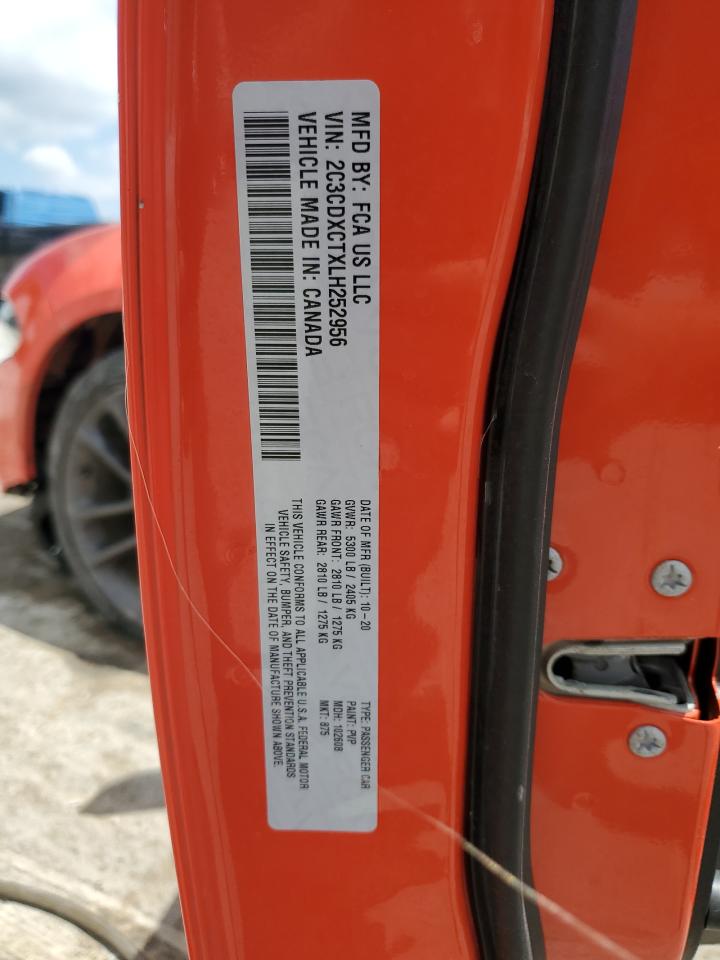 MFD BY: FCA US LLC
VIN: 2C3CDXCTXLH252956
VEHICLE MADE IN: CANADA
DATE OF MFR (BUILT): 10-20
GVWR: 5300 LB / 2405 KG
GAWR FRONT: 2810 LB / 1275 KG
GAWR REAR: 2810 LB / 1275 KG
THIS VEHICLE CONFORMS TO ALL APPLICABLE U.S.A. FEDERAL MOTOR
VEHICLE SAFETY, BUMPER, AND THEFT PREVENTION STANDARDS
IN EFFECT ON THE DATE OF MANUFACTURE SHOWN ABOVE.
TYPE: PASSENGER CAR
PAINT: PVP
MDH: 102608
MKT: 875